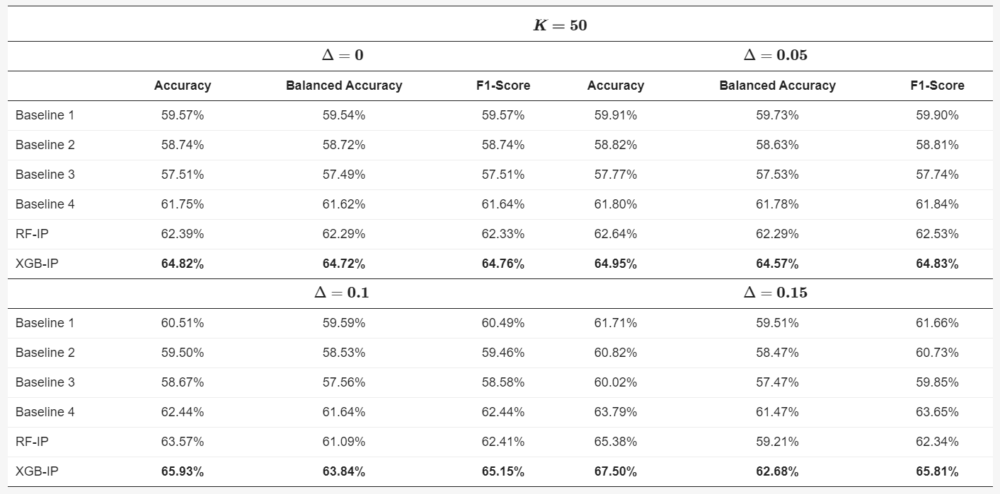 K = 50
Δ = 0 Δ = 0.05
Accuracy Balanced Accuracy F1-Score Accuracy Balanced Accuracy F1-Score
Baseline 1 59.57% 59.54% 59.57% 59.91% 59.73% 59.90%
Baseline 2 58.74% 58.72% 58.74% 58.82% 58.63% 58.81%
Baseline 3 57.51% 57.49% 57.51% 57.77% 57.53% 57.74%
Baseline 4 61.75% 61.62% 61.64% 61.80% 61.78% 61.84%
RF-IP 62.39% 62.29% 62.33% 62.64% 62.29% 62.53%
XGB-IP 64.82% 64.72% 64.76% 64.95% 64.57% 64.83%
Δ = 0.1 Δ = 0.15
Baseline 1 60.51% 59.59% 60.49% 61.71% 59.51% 61.66%
Baseline 2 59.50% 58.53% 59.46% 60.82% 58.47% 60.73%
Baseline 3 58.67% 57.56% 58.58% 60.02% 57.47% 59.85%
Baseline 4 62.44% 61.64% 62.44% 63.79% 61.47% 63.65%
RF-IP 63.57% 61.09% 62.41% 65.38% 59.21% 62.34%
XGB-IP 65.93% 63.84% 65.15% 67.50% 62.68% 65.81%